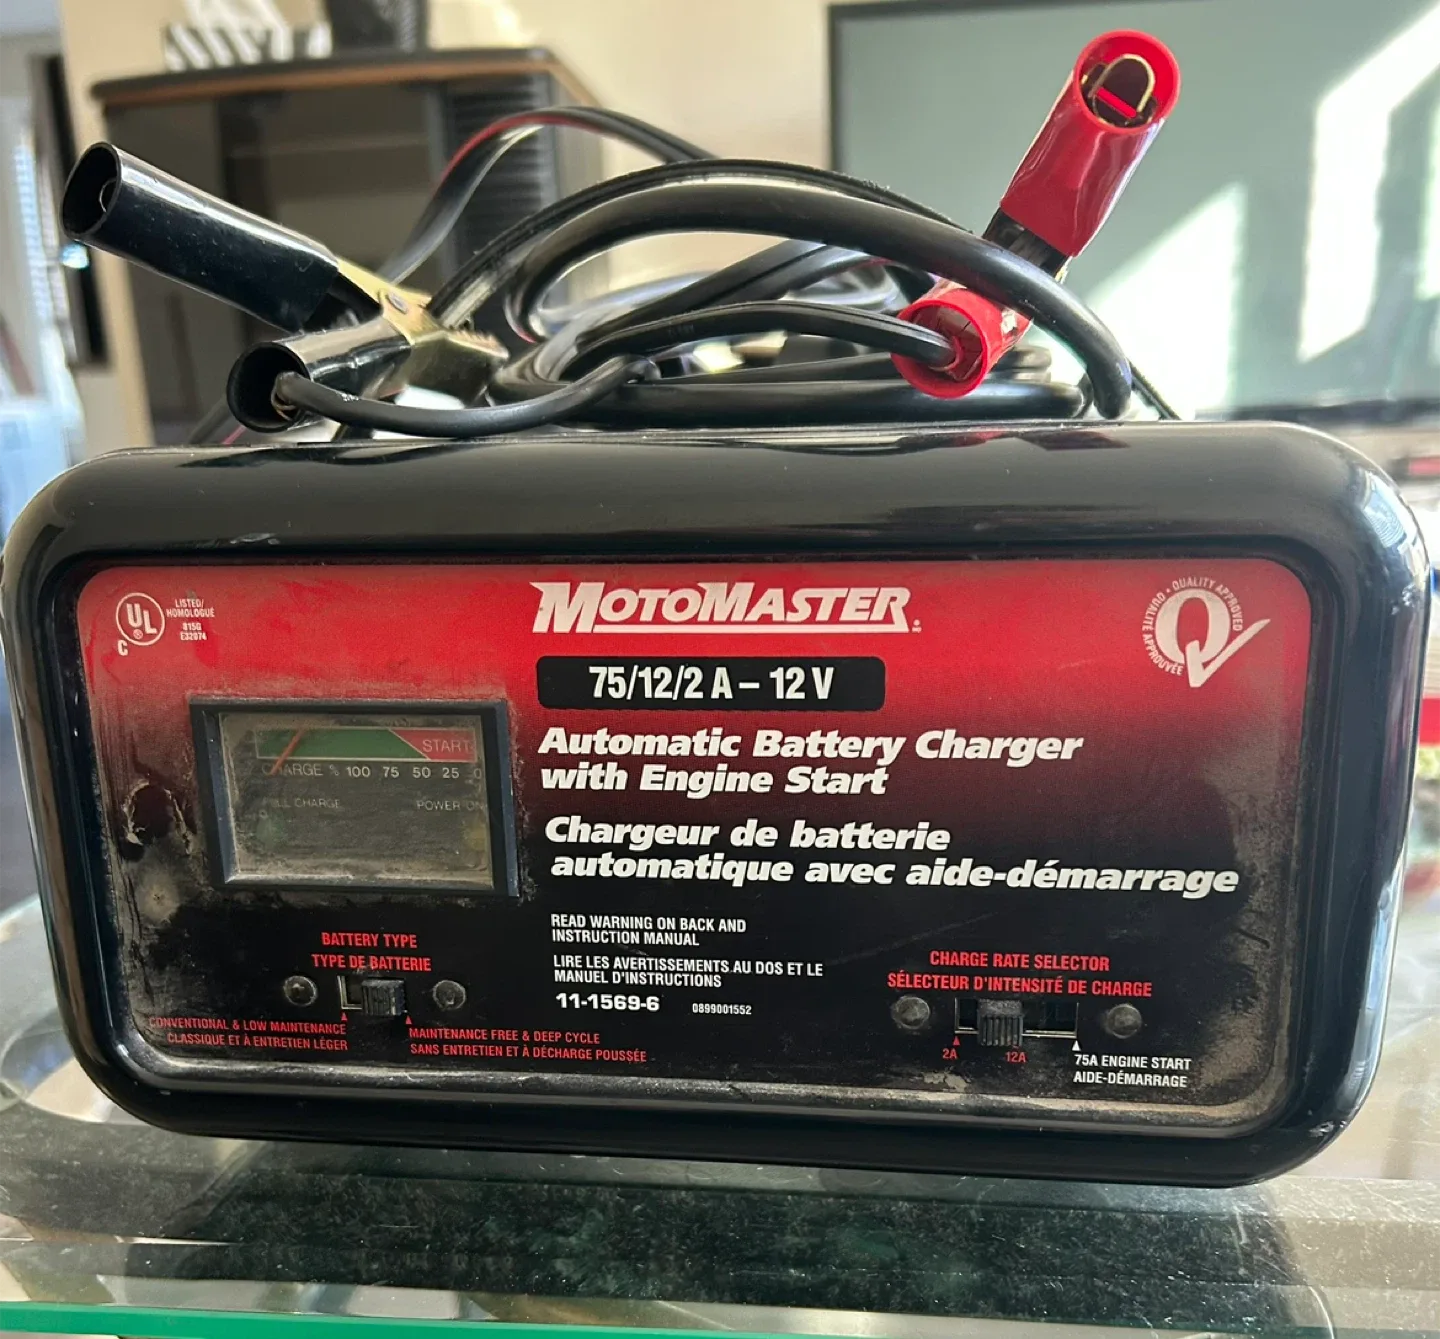 UL
®
C
LISTED/
HOMOLOGUÉ
815G
E32974
MOTOMASTER
QUALITY APPROVED
QUALITÉ APPROUVÉE
75/12/2 A – 12 V
Automatic Battery Charger
with Engine Start
Chargeur de batterie
automatique avec aide-démarrage
START
CHARGE % 100 75 50 25 0
CHARGE POWER ON
READ WARNING ON BACK AND
INSTRUCTION MANUAL
LIRE LES AVERTISSEMENTS AU DOS ET LE
MANUEL D'INSTRUCTIONS
11-1569-6 0899001552
BATTERY TYPE
TYPE DE BATTERIE
CONVENTIONAL & LOW MAINTENANCE
CLASSIQUE ET À ENTRETIEN LÉGER
MAINTENANCE FREE & DEEP CYCLE
SANS ENTRETIEN ET À DÉCHARGE POUSSÉE
CHARGE RATE SELECTOR
SÉLECTEUR D'INTENSITÉ DE CHARGE
2A 12A
75A ENGINE START
AIDE-DÉMARRAGE